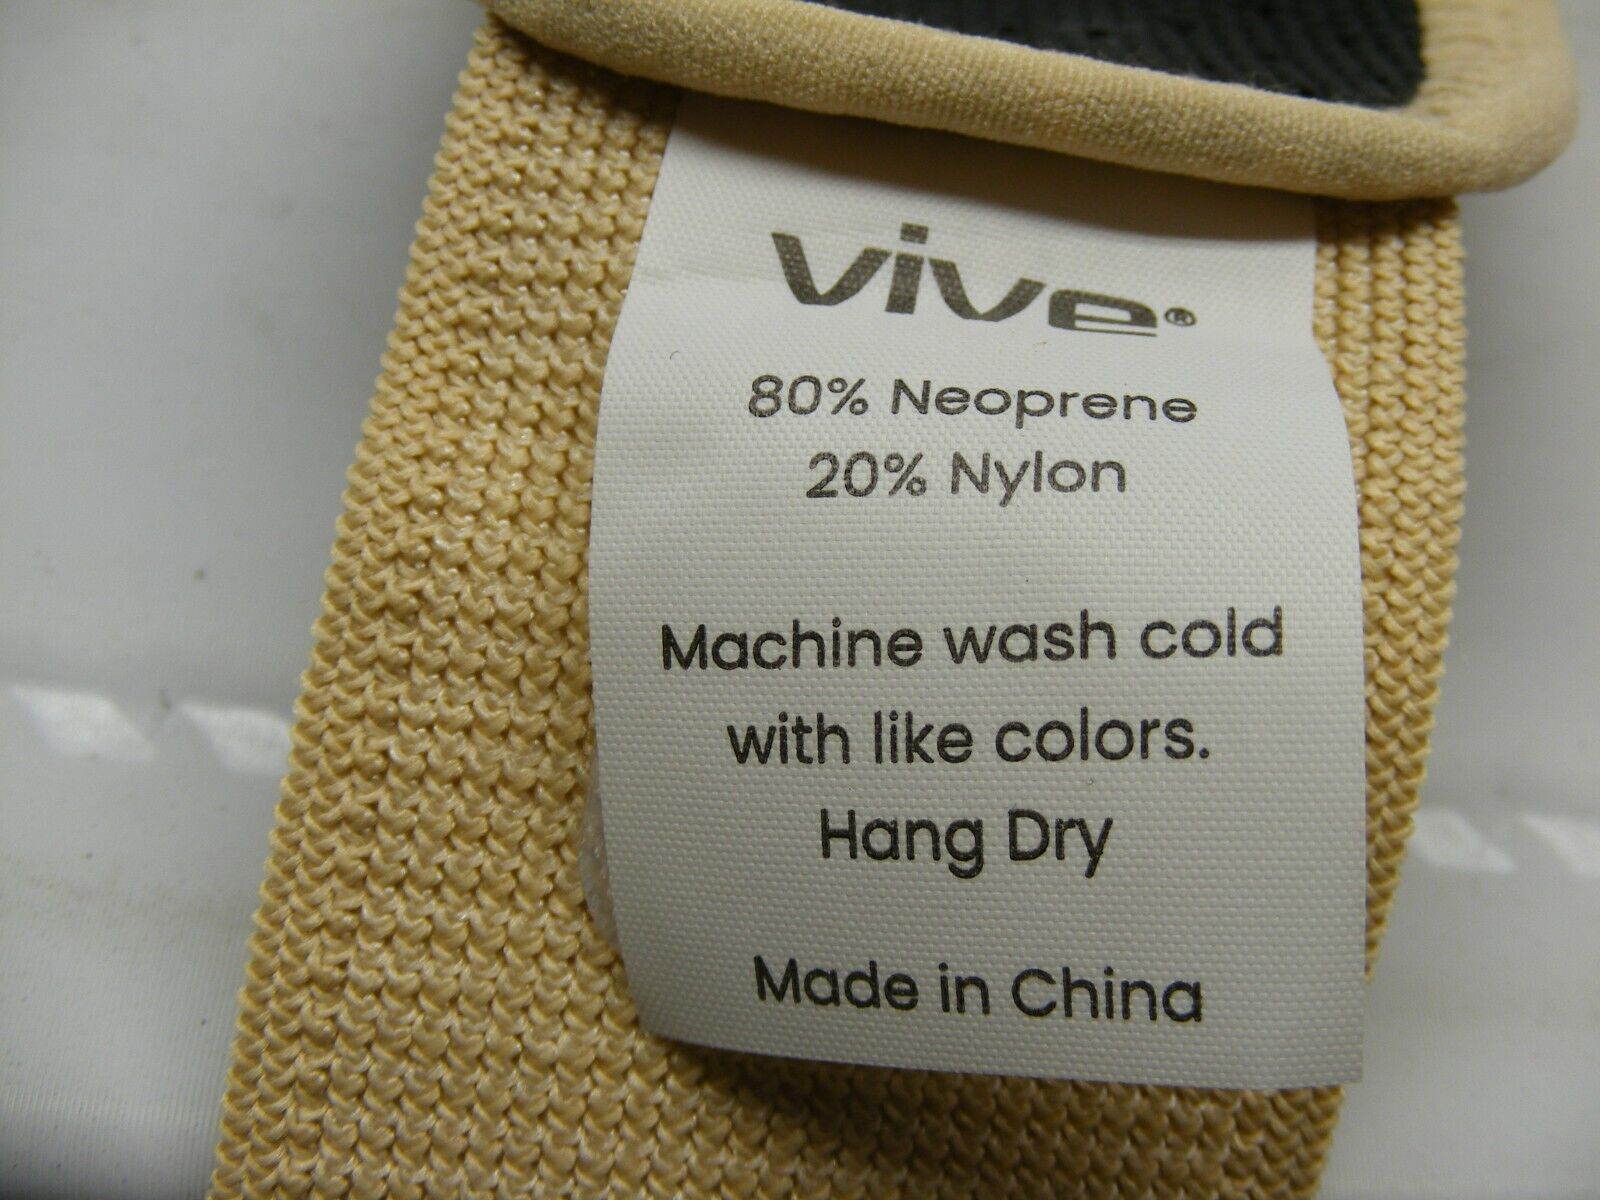 vive®
80% Neoprene
20% Nylon
Machine wash cold
with like colors.
Hang Dry
Made in China